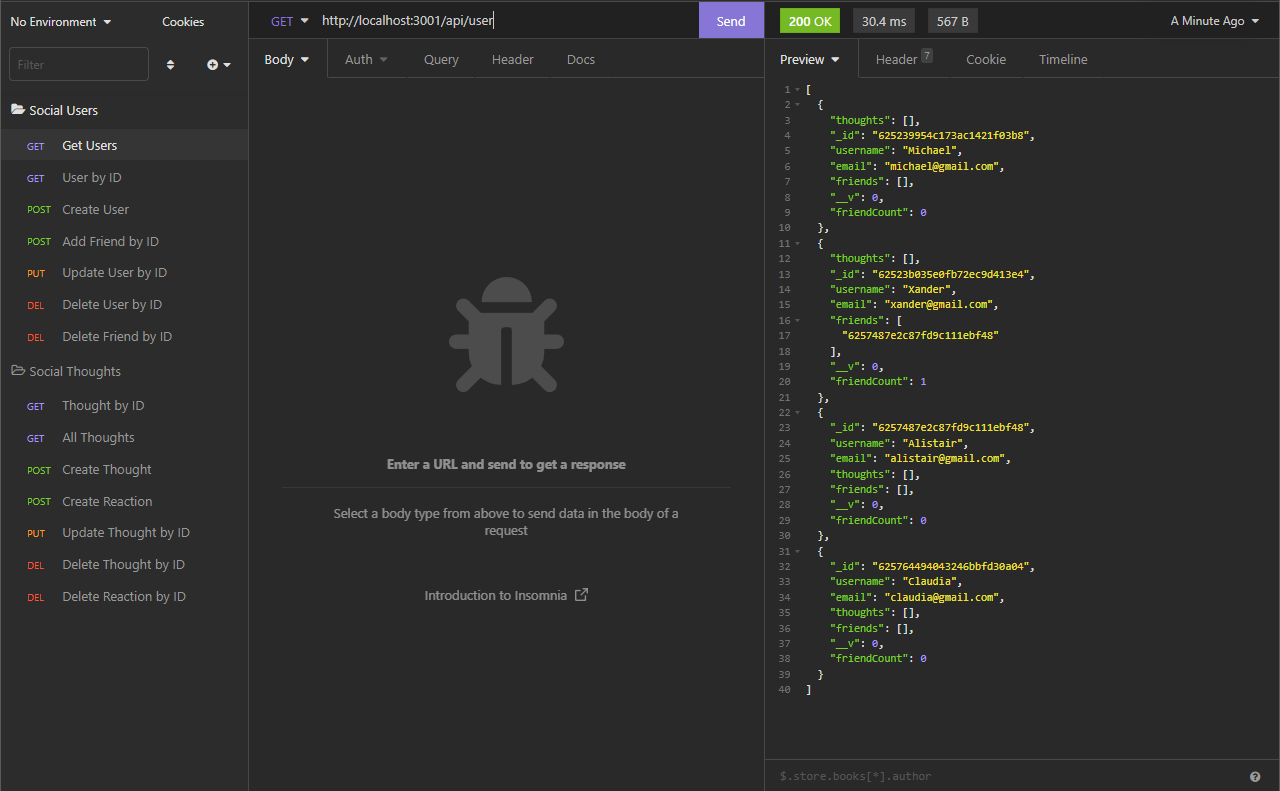 No Environment
Cookies
Filter
Social Users
GET Get Users
GET User by ID
POST Create User
POST Add Friend by ID
PUT Update User by ID
DEL Delete User by ID
DEL Delete Friend by ID
Social Thoughts
GET Thought by ID
GET All Thoughts
POST Create Thought
POST Create Reaction
PUT Update Thought by ID
DEL Delete Thought by ID
DEL Delete Reaction by ID
GET http://localhost:3001/api/user Send
Body Auth Query Header Docs
Enter a URL and send to get a response
Select a body type from above to send data in the body of a
request
Introduction to Insomnia
200 OK 30.4 ms 567 B A Minute Ago
Preview Header 7 Cookie Timeline
1 [
2 {
3 "thoughts": [],
4 "_id": "625239954c173ac1421f03b8",
5 "username": "Michael",
6 "email": "michael@gmail.com",
7 "friends": [],
8 "__v": 0,
9 "friendCount": 0
10 },
11 {
12 "thoughts": [],
13 "_id": "62523b035e0fb72ec9d413e4",
14 "username": "Xander",
15 "email": "xander@gmail.com",
16 "friends": [
17 "6257487e2c87fd9c111ebf48"
18 ],
19 "__v": 0,
20 "friendCount": 1
21 },
22 {
23 "_id": "6257487e2c87fd9c111ebf48",
24 "username": "Alistair",
25 "email": "alistair@gmail.com",
26 "thoughts": [],
27 "friends": [],
28 "__v": 0,
29 "friendCount": 0
30 },
31 {
32 "_id": "625764494043246bbfd30a04",
33 "username": "Claudia",
34 "email": "claudia@gmail.com",
35 "thoughts": [],
36 "friends": [],
37 "__v": 0,
38 "friendCount": 0
39 }
40 ]
$.store.books[*].author